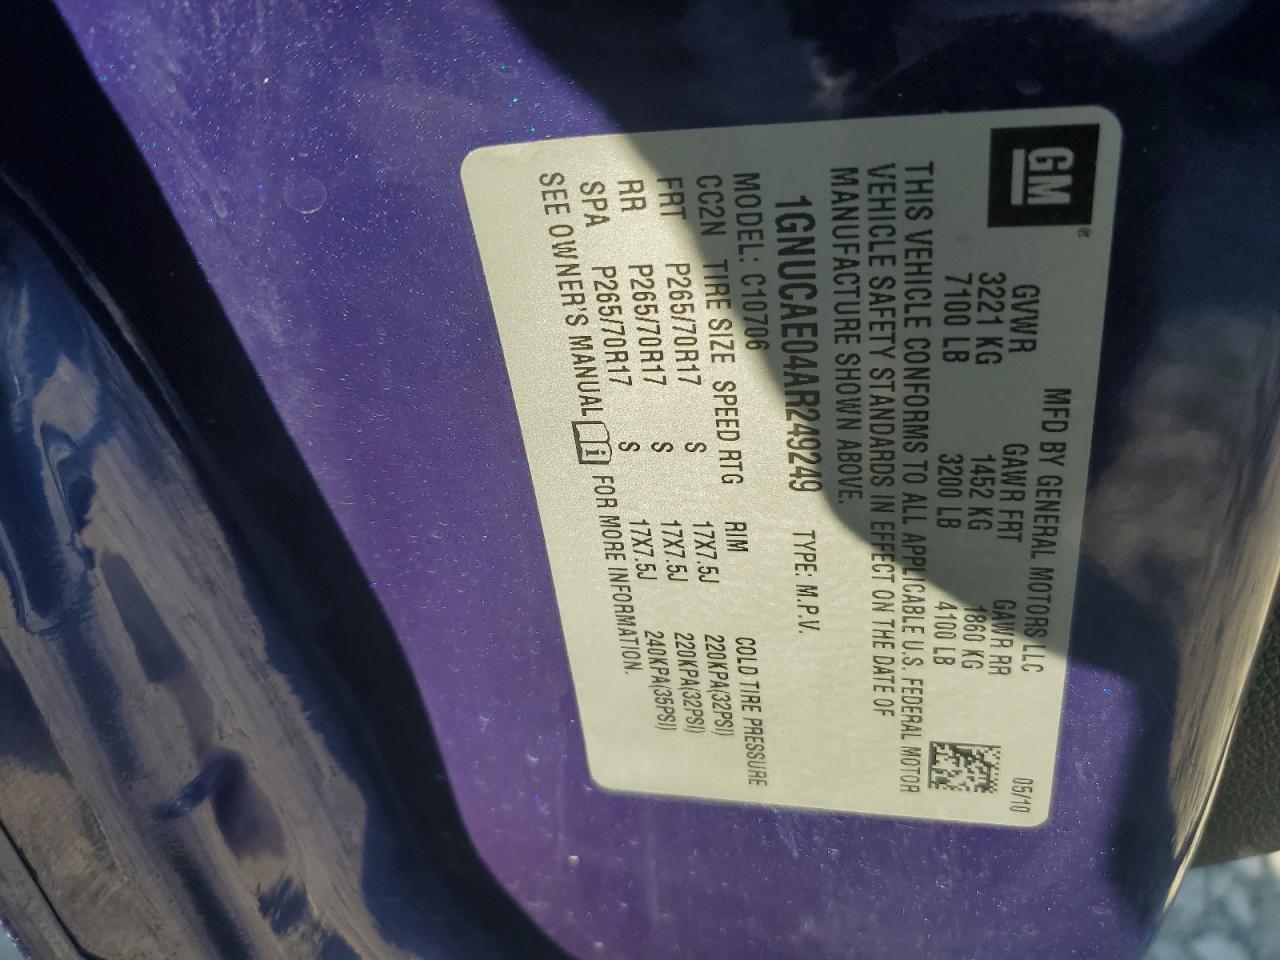 GM
MFD BY GENERAL MOTORS LLC 05/10
GVWR GAWR FRT GAWR RR
3221 KG 1452 KG 1860 KG
7100 LB 3200 LB 4100 LB
THIS VEHICLE CONFORMS TO ALL APPLICABLE U.S. FEDERAL MOTOR
VEHICLE SAFETY STANDARDS IN EFFECT ON THE DATE OF
MANUFACTURE SHOWN ABOVE.
1GNUCAE04AR249249 TYPE: M.P.V.
MODEL: C10706
CC2N TIRE SIZE SPEED RTG RIM COLD TIRE PRESSURE
FRT P265/70R17 S 17X7.5J 220KPA(32PSI)
RR P265/70R17 S 17X7.5J 220KPA(32PSI)
SPA P265/70R17 S 17X7.5J 240KPA(35PSI)
SEE OWNER'S MANUAL i FOR MORE INFORMATION.